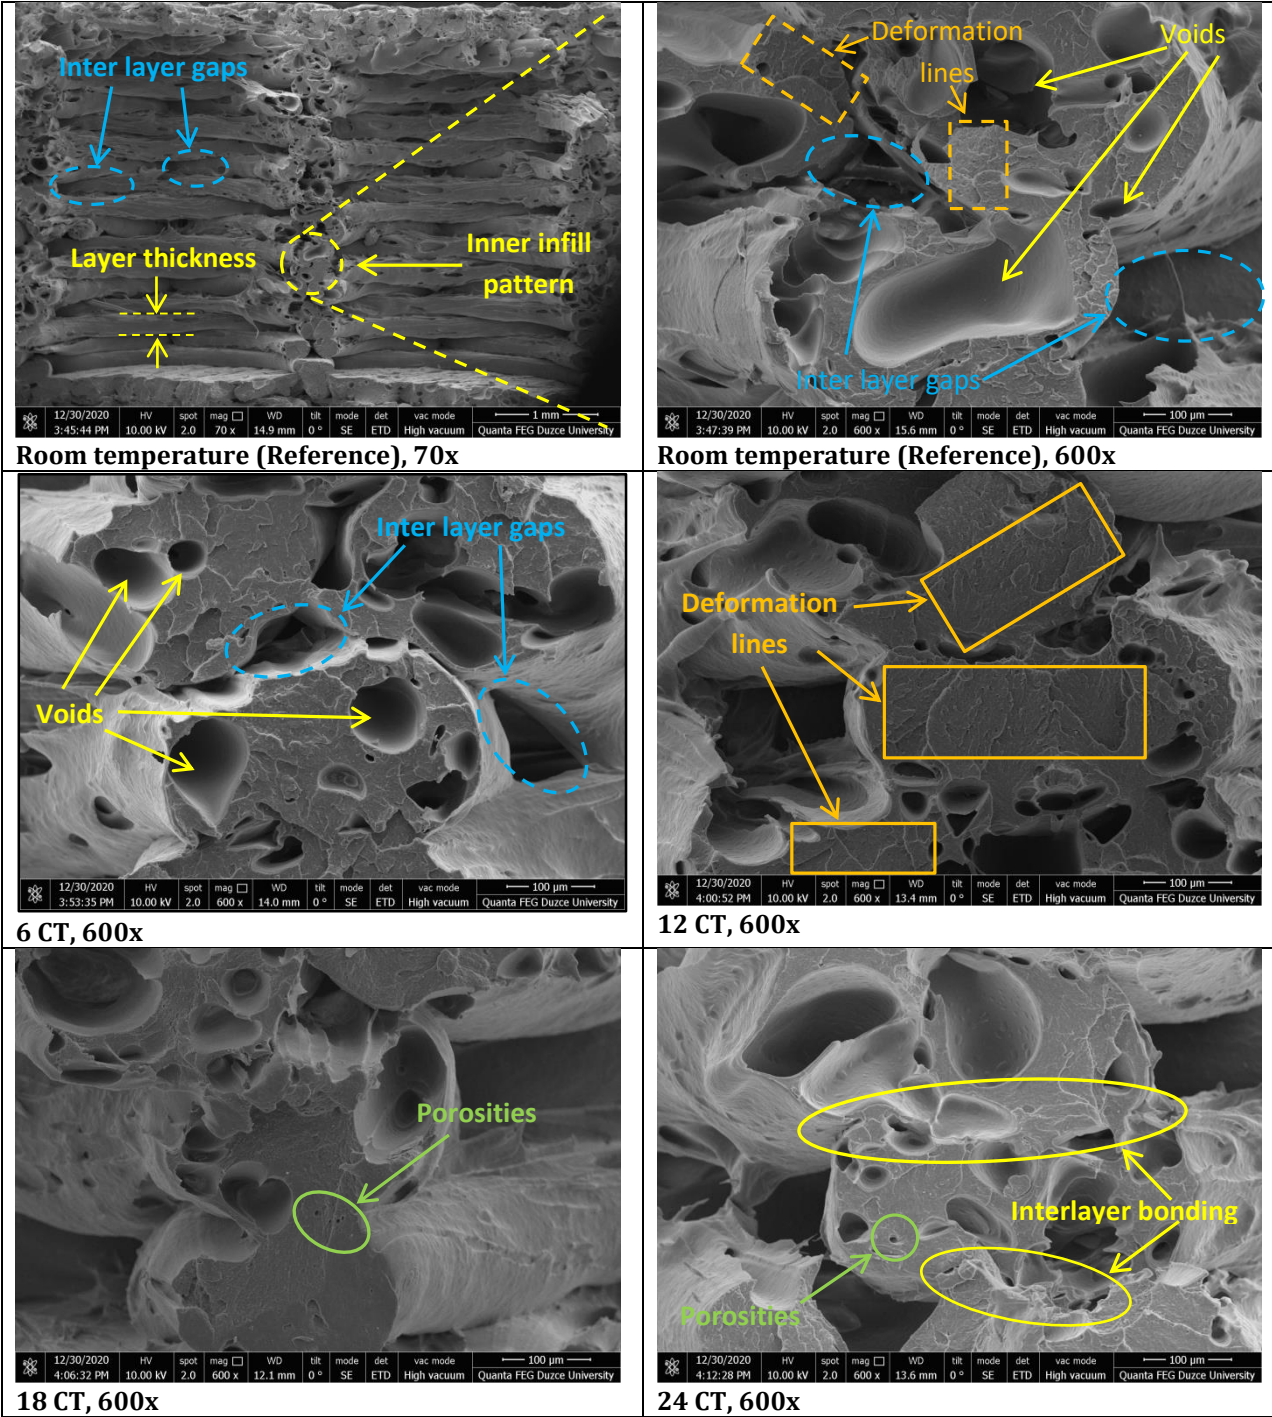 Inter layer gaps
Layer thickness
Inner infill
pattern
12/30/2020 HV spot mag WD tilt mode det vac mode 1 mm
3:45:44 PM 10.00 kV 2.0 70 x 14.9 mm 0 ° SE ETD High vacuum Quanta FEG Duzce University
Room temperature (Reference), 70x
Deformation
lines
Voids
Inter layer gaps
12/30/2020 HV spot mag WD tilt mode det vac mode 100 µm
3:47:39 PM 10.00 kV 2.0 600 x 15.6 mm 0 ° SE ETD High vacuum Quanta FEG Duzce University
Room temperature (Reference), 600x
Inter layer gaps
Voids
12/30/2020 HV spot mag WD tilt mode det vac mode 100 µm
3:53:35 PM 10.00 kV 2.0 600 x 14.0 mm 0 ° SE ETD High vacuum Quanta FEG Duzce University
6 CT, 600x
Deformation
lines
12/30/2020 HV spot mag WD tilt mode det vac mode 100 µm
4:00:52 PM 10.00 kV 2.0 600 x 13.4 mm 0 ° SE ETD High vacuum Quanta FEG Duzce University
12 CT, 600x
Porosities
12/30/2020 HV spot mag WD tilt mode det vac mode 100 µm
4:06:32 PM 10.00 kV 2.0 600 x 12.1 mm 0 ° SE ETD High vacuum Quanta FEG Duzce University
18 CT, 600x
Interlayer bonding
Porosities
12/30/2020 HV spot mag WD tilt mode det vac mode 100 µm
4:12:28 PM 10.00 kV 2.0 600 x 13.6 mm 0 ° SE ETD High vacuum Quanta FEG Duzce University
24 CT, 600x